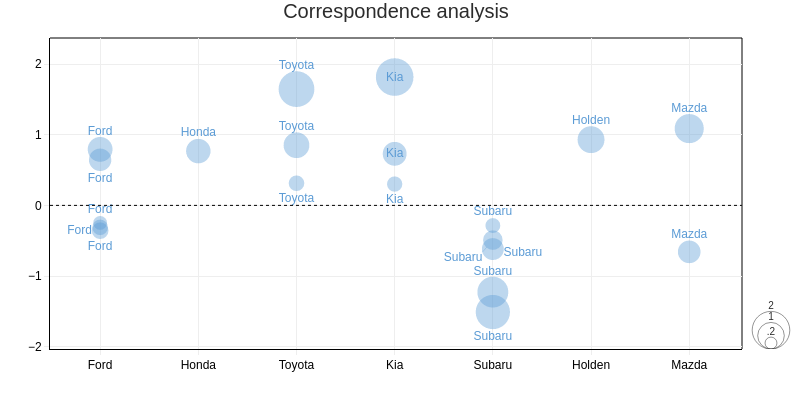 Correspondence analysis
2
1
0
−1
−2
Toyota
Kia
Mazda
Holden
Toyota
Ford
Honda
Kia
Ford
Toyota
Kia
Ford
Subaru
Ford
Mazda
Ford
Subaru
Subaru
Subaru
Subaru
2
1
.2
Ford
Honda
Toyota
Kia
Subaru
Holden
Mazda